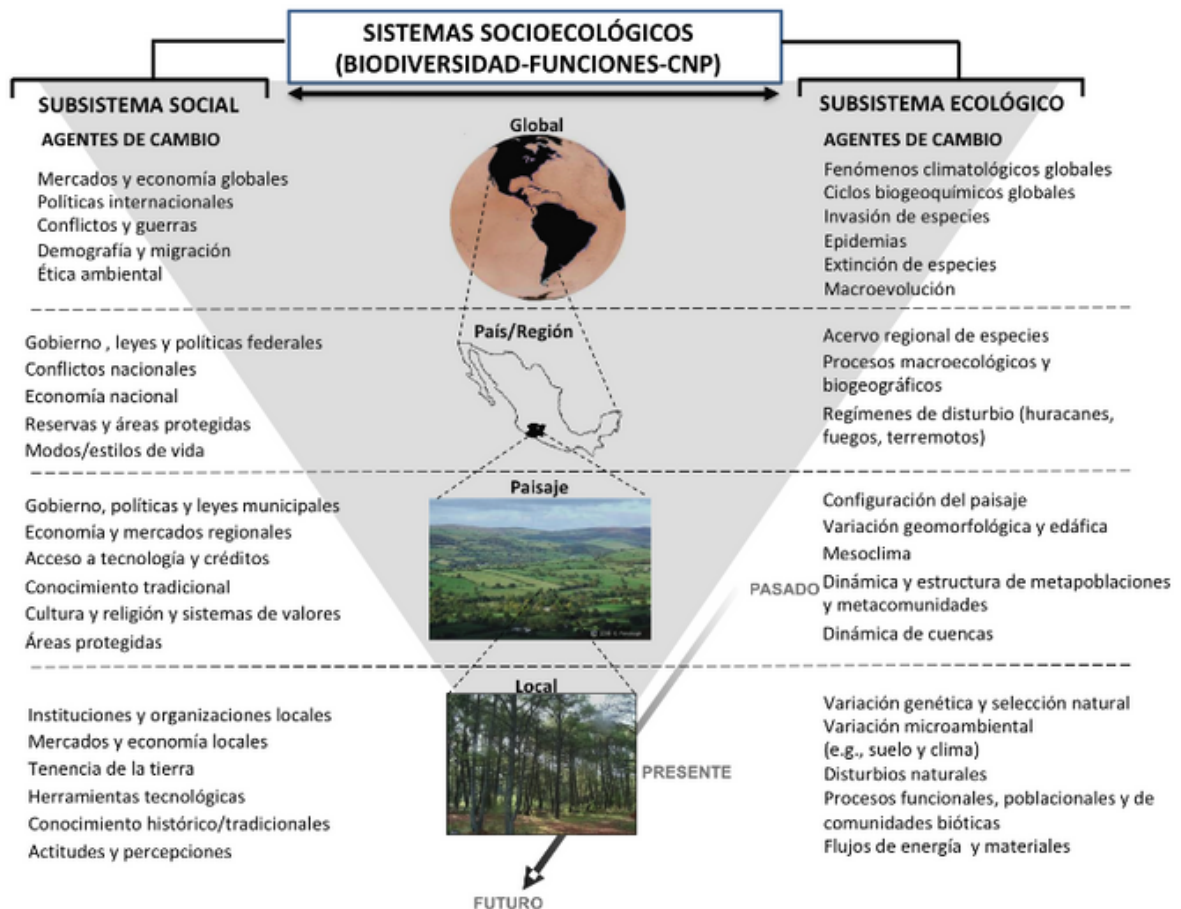 SISTEMAS SOCIOECOLÓGICOS
(BIODIVERSIDAD-FUNCIONES-CNP)
SUBSISTEMA SOCIAL
AGENTES DE CAMBIO
Mercados y economía globales
Políticas internacionales
Conflictos y guerras
Demografía y migración
Ética ambiental
Global
SUBSISTEMA ECOLÓGICO
AGENTES DE CAMBIO
Fenómenos climatológicos globales
Ciclos biogeoquímicos globales
Invasión de especies
Epidemias
Extinción de especies
Macroevolución
Gobierno , leyes y políticas federales
Conflictos nacionales
Economía nacional
Reservas y áreas protegidas
Modos/estilos de vida
País/Región
Acervo regional de especies
Procesos macroecológicos y
biogeográficos
Regímenes de disturbio (huracanes,
fuegos, terremotos)
Gobierno, políticas y leyes municipales
Economía y mercados regionales
Acceso a tecnología y créditos
Conocimiento tradicional
Cultura y religión y sistemas de valores
Áreas protegidas
Paisaje
PASADO
Configuración del paisaje
Variación geomorfológica y edáfica
Mesoclima
Dinámica y estructura de metapoblaciones
y metacomunidades
Dinámica de cuencas
Instituciones y organizaciones locales
Mercados y economía locales
Tenencia de la tierra
Herramientas tecnológicas
Conocimiento histórico/tradicionales
Actitudes y percepciones
Local
PRESENTE
FUTURO
Variación genética y selección natural
Variación microambiental
(e.g., suelo y clima)
Disturbios naturales
Procesos funcionales, poblacionales y de
comunidades bióticas
Flujos de energía y materiales